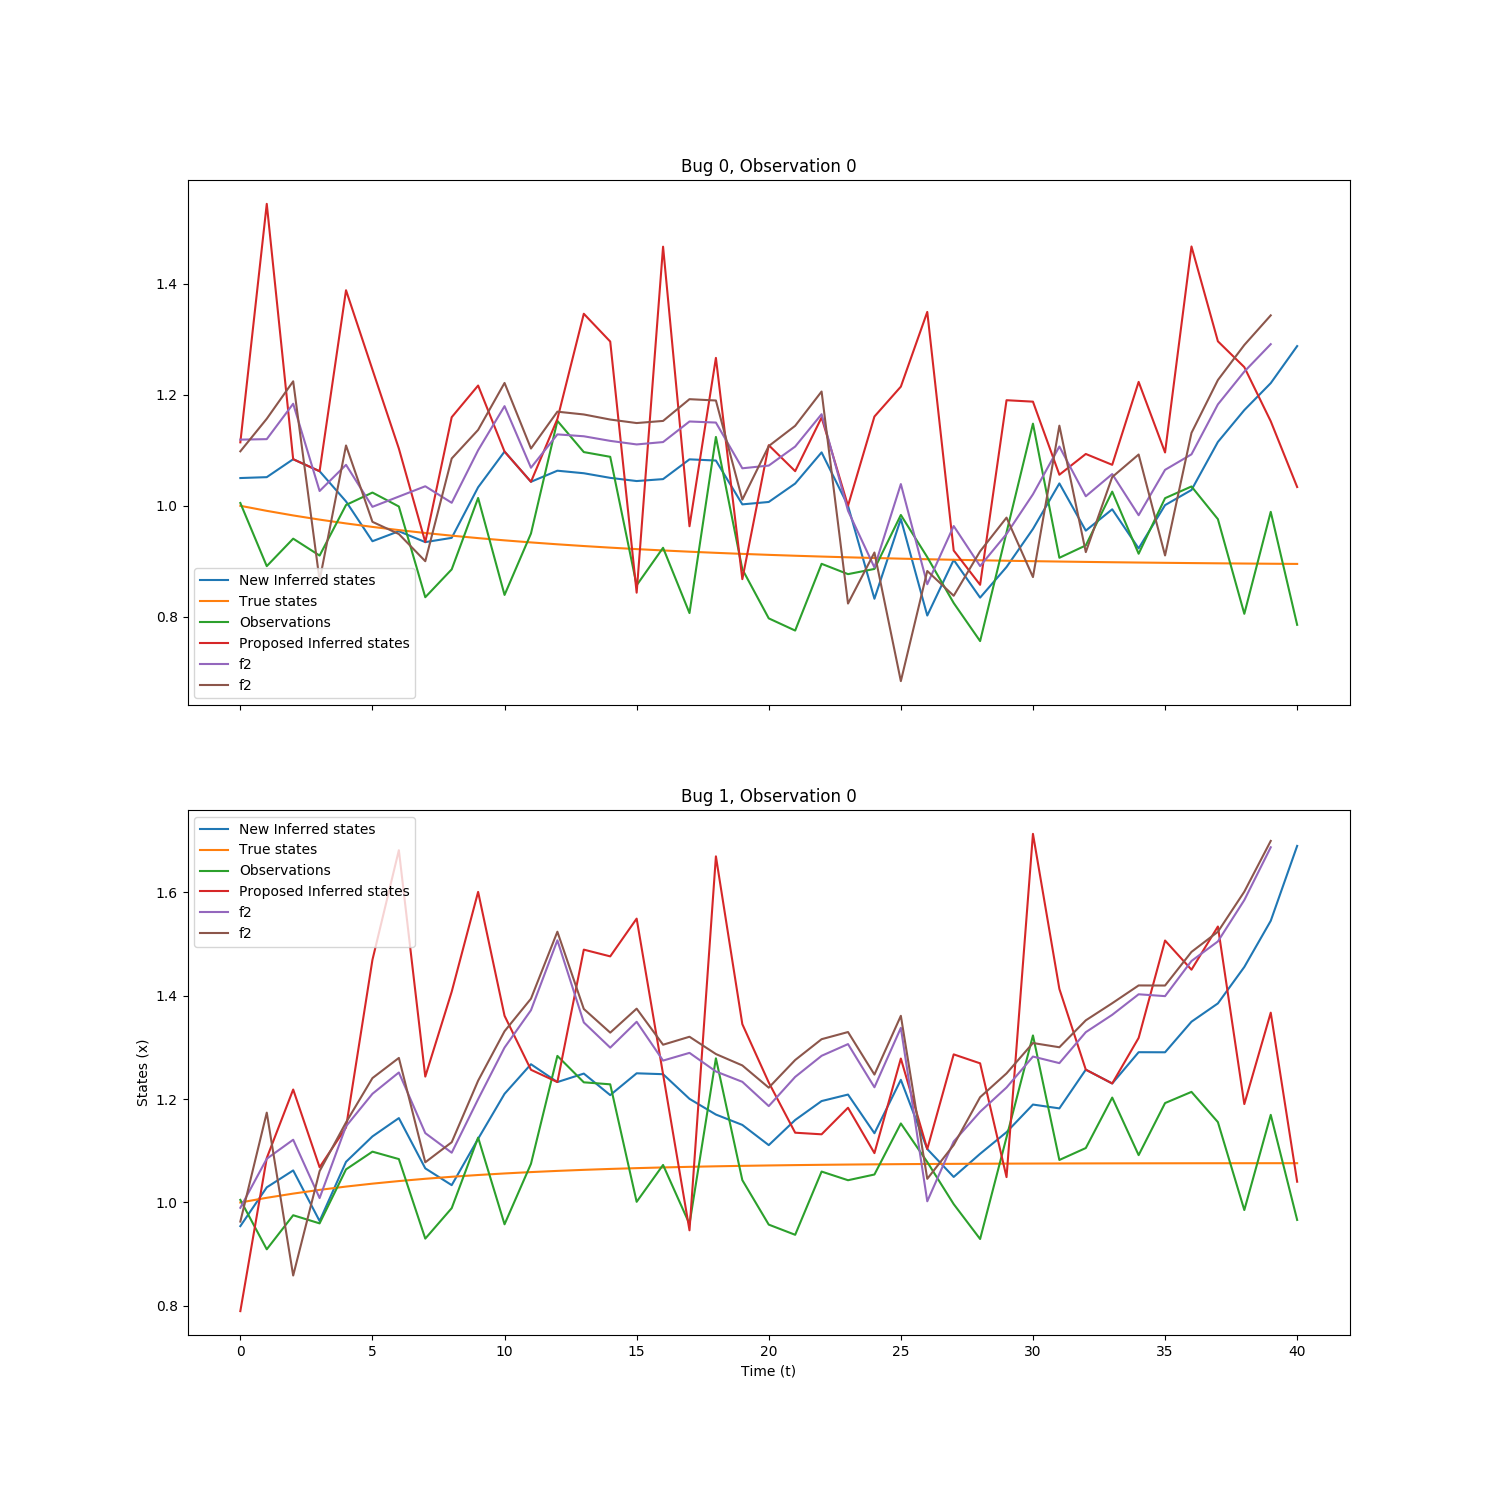 Bug 0, Observation 0
1.4
1.2
1.0
0.8
New Inferred states
True states
Observations
Proposed Inferred states
f2
f2
Bug 1, Observation 0
New Inferred states
True states
Observations
Proposed Inferred states
f2
f2
1.6
1.4
1.2
1.0
0.8
States (x)
0 5 10 15 20 25 30 35 40
Time (t)